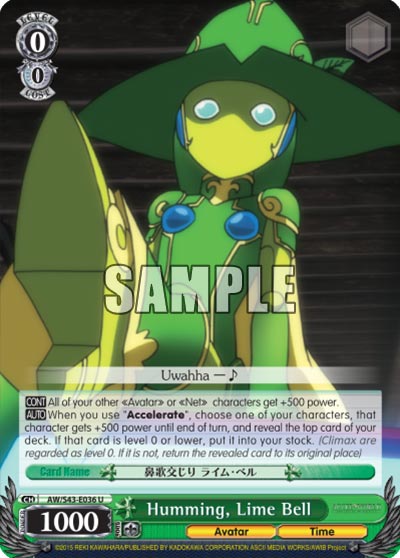 LEVEL
0
0
COST
SAMPLE
Uwahha ー♪
CONT All of your other «Avatar» or «Net» characters get +500 power.
AUTO When you use "Accelerate", choose one of your characters, that
character gets +500 power until end of turn, and reveal the top card of your
deck. If that card is level 0 or lower, put it into your stock. (Climax are
regarded as level 0. If it is not, return the revealed card to its original place)
Card Name 鼻歌交じり ライム・ベル
CH AW/S43-E036 U
POWER 1000 Humming, Lime Bell
Avatar Time
©2015 REKI KAWAHARA/PUBLISHED BY KADOKAWA CORPORATION ASCII MEDIA WORKS/AWIB Project